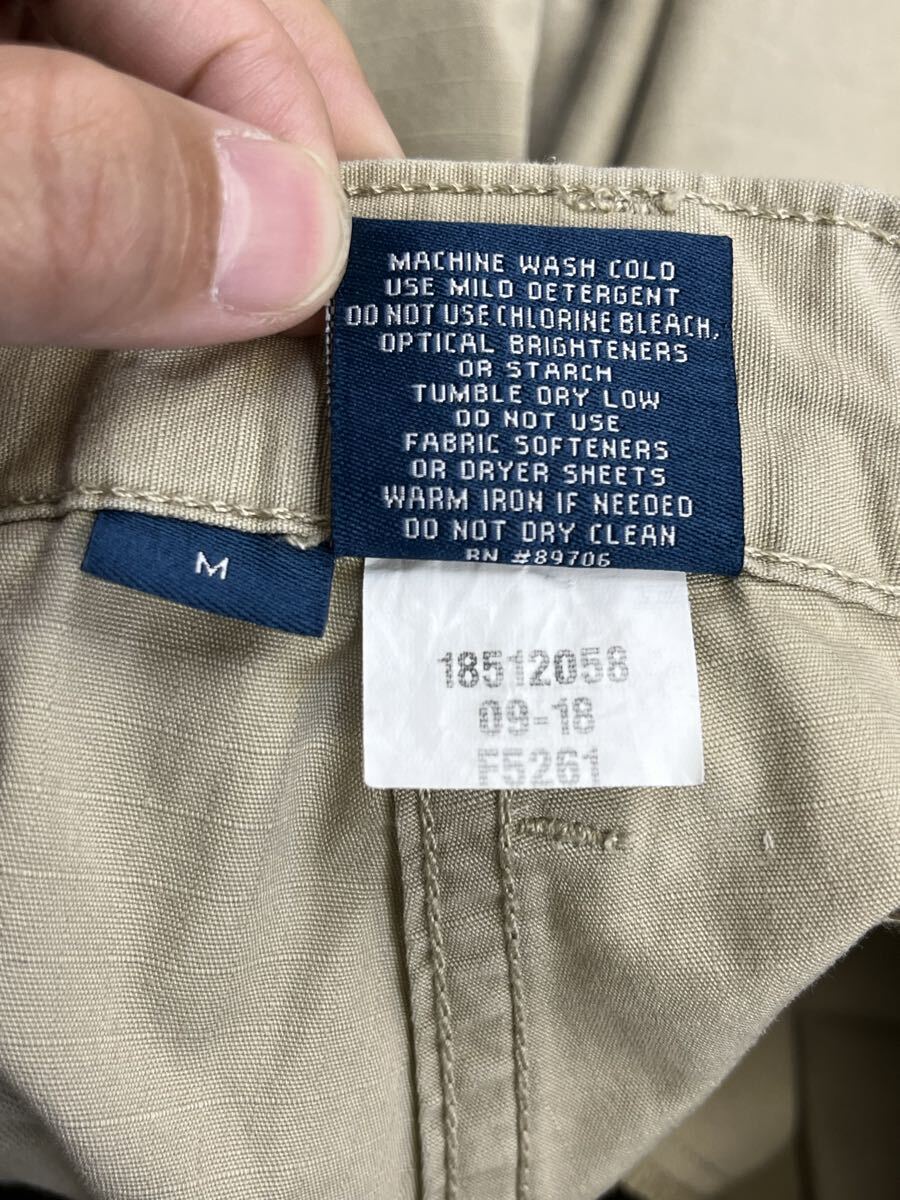 MACHINE WASH COLD
USE MILD DETERGENT
DO NOT USE CHLORINE BLEACH,
OPTICAL BRIGHTENERS
OR STARCH
TUMBLE DRY LOW
DO NOT USE
FABRIC SOFTENERS
OR DRYER SHEETS
WARM IRON IF NEEDED
DO NOT DRY CLEAN
RN #89706
M
18512058
09-18
F5261